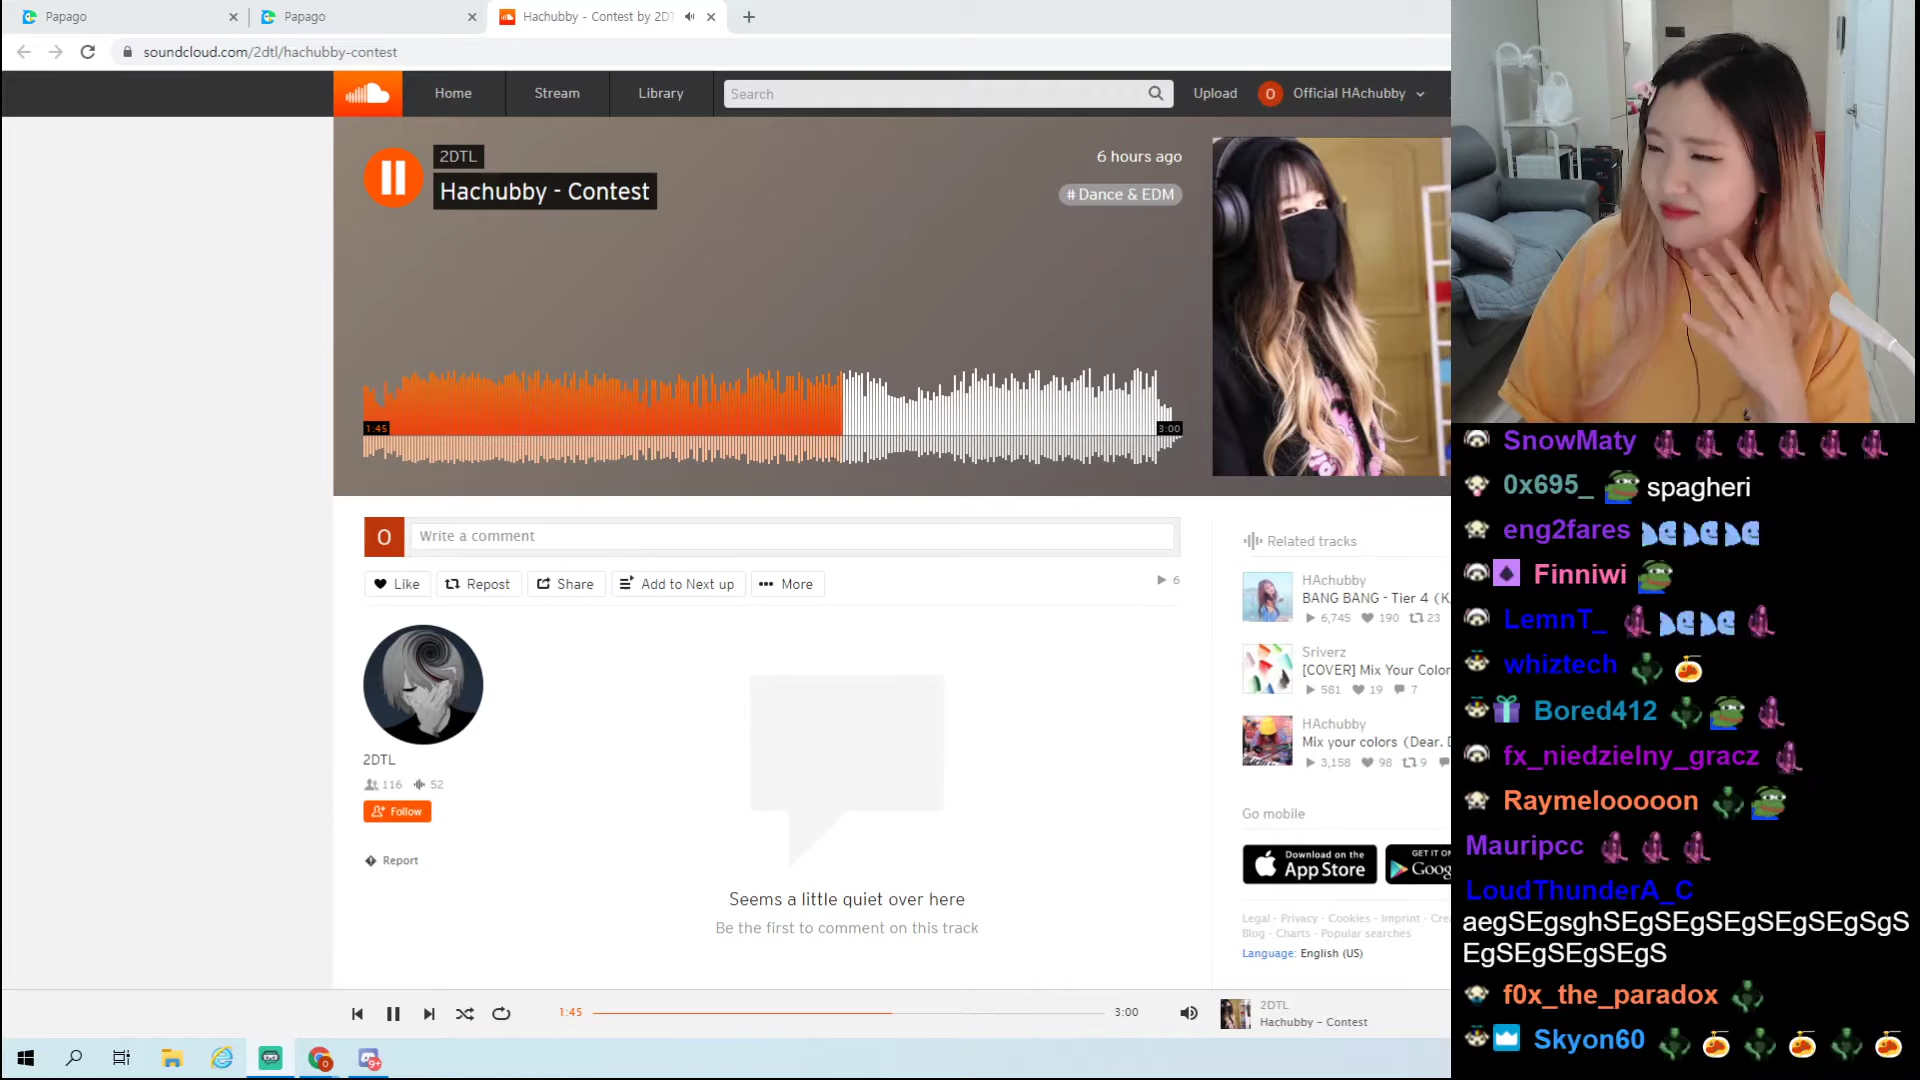 Papago
Papago
Hachubby - Contest by 2DT
soundcloud.com/2dtl/hachubby-contest
Home
Stream
Library
Search
Upload
O
Official HAchubby
2DTL
Hachubby - Contest
6 hours ago
# Dance & EDM
1:45
3:00
O
Write a comment
Like
Repost
Share
Add to Next up
More
6
2DTL
116
52
Follow
Report
Seems a little quiet over here
Be the first to comment on this track
Related tracks
HAchubby
BANG BANG - Tier 4 (K
6,745 190 23
Sriverz
[COVER] Mix Your Color
581 19 7
HAchubby
Mix your colors (Dear. D
3,158 98 9
Go mobile
Download on the
App Store
GET IT ON
Goog
Legal - Privacy - Cookies - Imprint - Crea
Blog - Charts - Popular searches
Language: English (US)
1:45
3:00
2DTL
Hachubby – Contest
9+
SnowMaty
0x695_ spagheri
eng2fares
Finniwi
LemnT_
whiztech
Bored412
fx_niedzielny_gracz
Raymelooooon
Mauripcc
LoudThunderA_C
aegSEgsghSEgSEgSEgSEgSEgSgS
EgSEgSEgSEgS
f0x_the_paradox
Skyon60